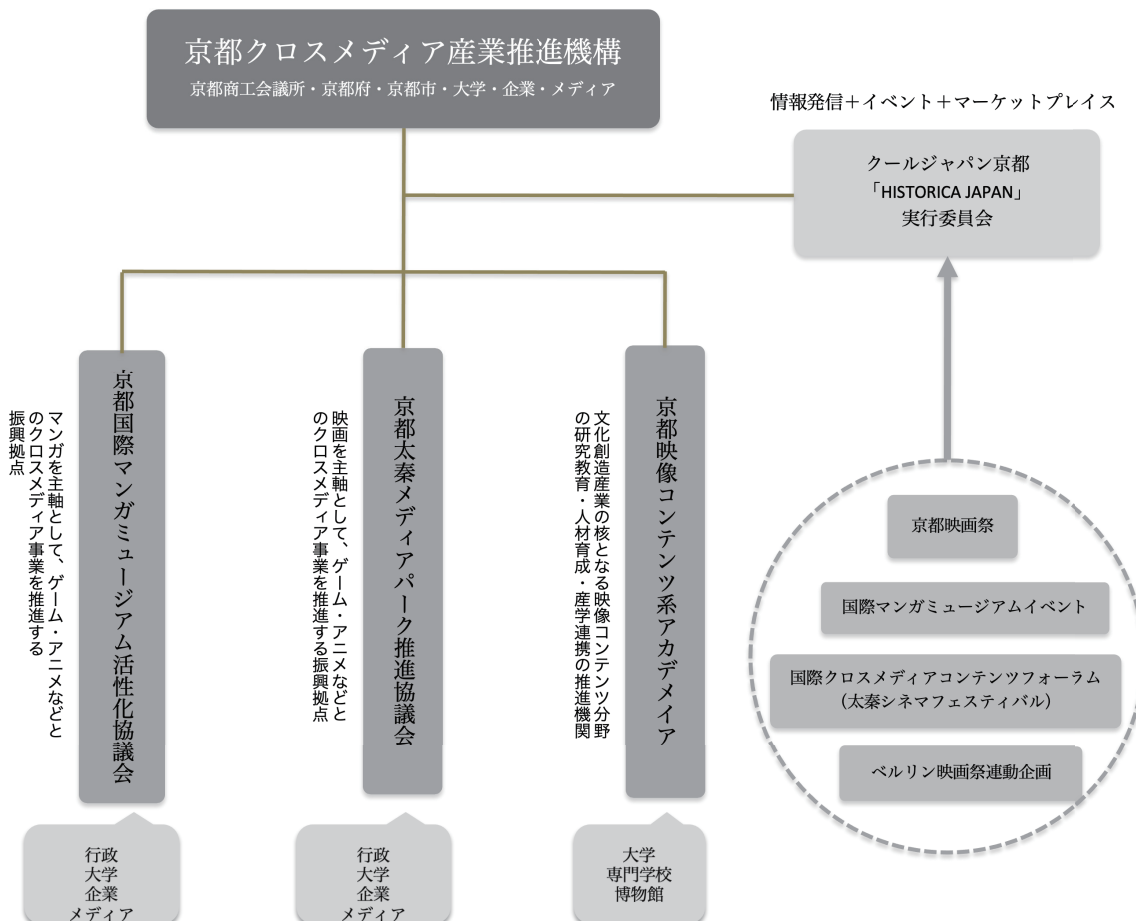 京都クロスメディア産業推進機構
京都商工会議所・京都府・京都市・大学・企業・メディア
情報発信＋イベント＋マーケットプレイス
クールジャパン京都
「HISTORICA JAPAN」
実行委員会
京都国際マンガミュージアム活性化協議会
マンガを主軸として、ゲーム・アニメなどと
のクロスメディア事業を推進する
振興拠点
京都太秦メディアパーク推進協議会
映画を主軸として、ゲーム・アニメなどと
のクロスメディア事業を推進する振興拠点
京都映像コンテンツ系アカデメイア
文化創造産業の核となる映像コンテンツ分野
の研究教育・人材育成・産学連携の推進機関
京都映画祭
国際マンガミュージアムイベント
国際クロスメディアコンテンツフォーラム
（太秦シネマフェスティバル）
ベルリン映画祭連動企画
行政
大学
企業
メディア
行政
大学
企業
メディア
大学
専門学校
博物館